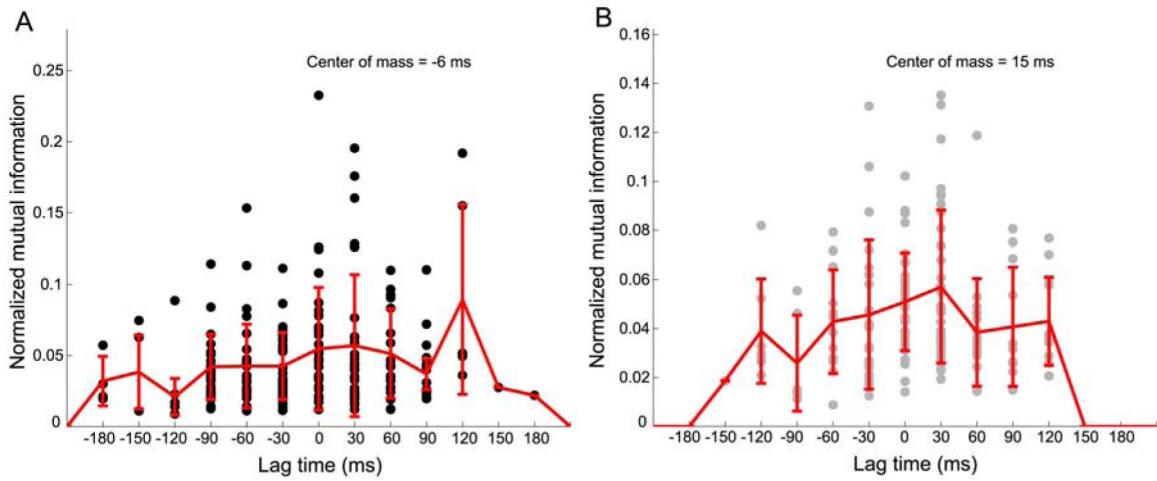 A
Center of mass = -6 ms
Normalized mutual information
0.25
0.2
0.15
0.1
0.05
0
-180 -150 -120 -90 -60 -30 0 30 60 90 120 150 180
Lag time (ms)
B
Center of mass = 15 ms
Normalized mutual information
0.16
0.14
0.12
0.1
0.08
0.06
0.04
0.02
0
-180 -150 -120 -90 -60 -30 0 30 60 90 120 150 180
Lag time (ms)